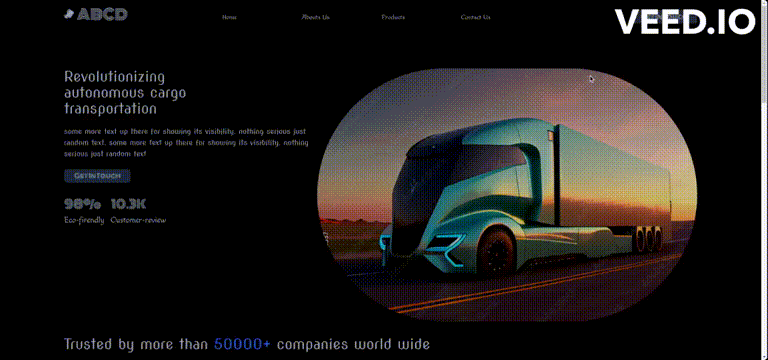 ABCD
Home
Abouts Us
Products
Contact Us
VEED.IO
Revolutionizing
autonomous cargo
transportation
some more text up there for showing its visibility. nothing serious just
random text. some more text up there for showing its visibility. nothing
serious just random text
Get In Touch
98% 10.3K
Eco-firendly Customer-review
Trusted by more than 50000+ companies world wide